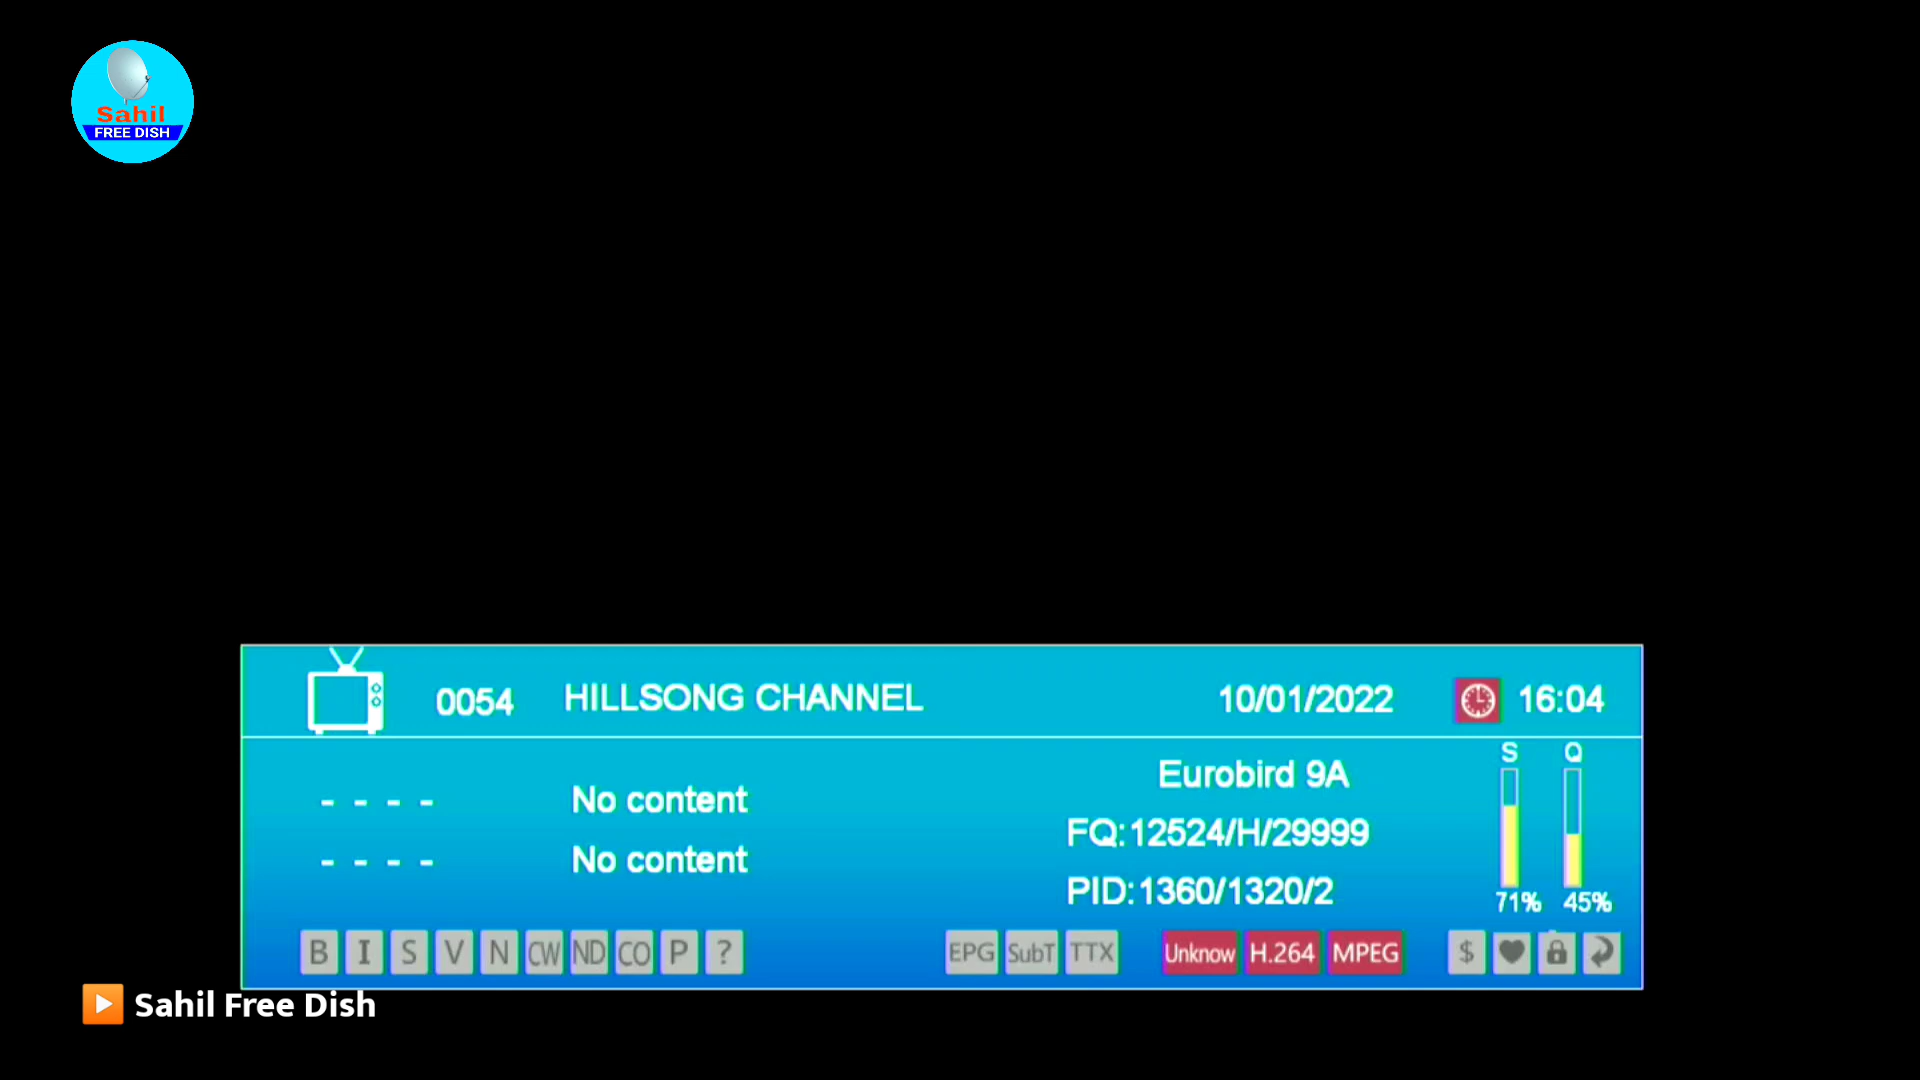 Sahil
FREE DISH
0054 HILLSONG CHANNEL 10/01/2022 16:04
S Q
- - - - No content
- - - - No content
Eurobird 9A
FQ:12524/H/29999
PID:1360/1320/2
71% 45%
B I S V N CW ND CO P ? EPG SubT TTX Unknow H.264 MPEG $
Sahil Free Dish